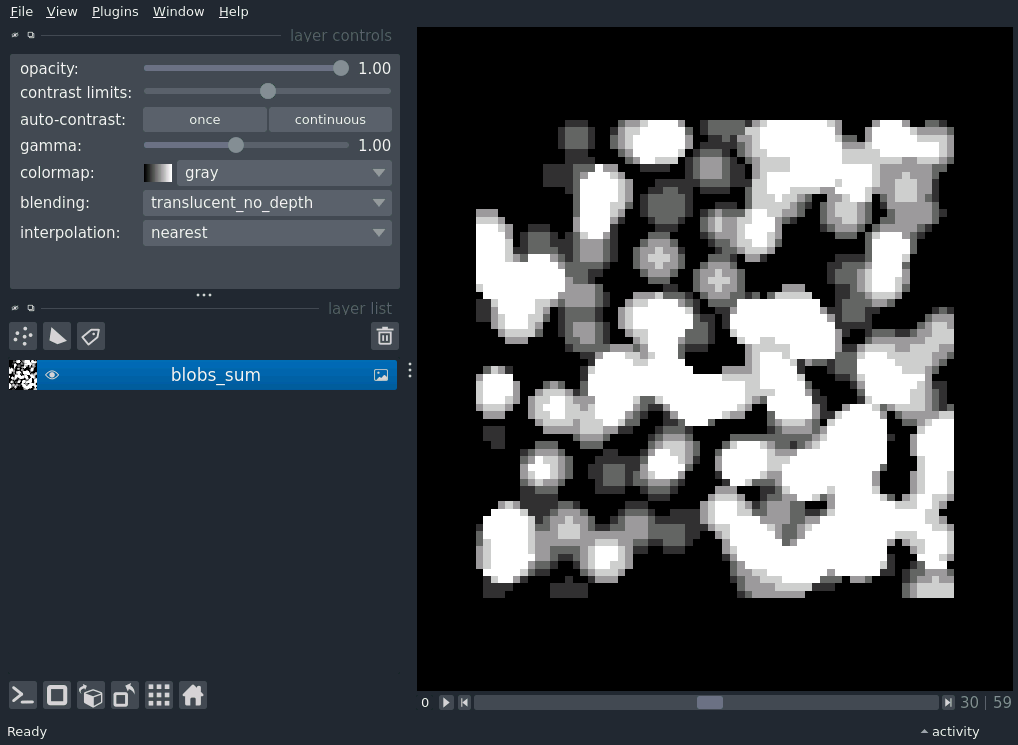 File View Plugins Window Help
layer controls
opacity: 1.00
contrast limits:
auto-contrast: once continuous
gamma: 1.00
colormap: gray
blending: translucent_no_depth
interpolation: nearest
layer list
blobs_sum
0 30 | 59
Ready activity